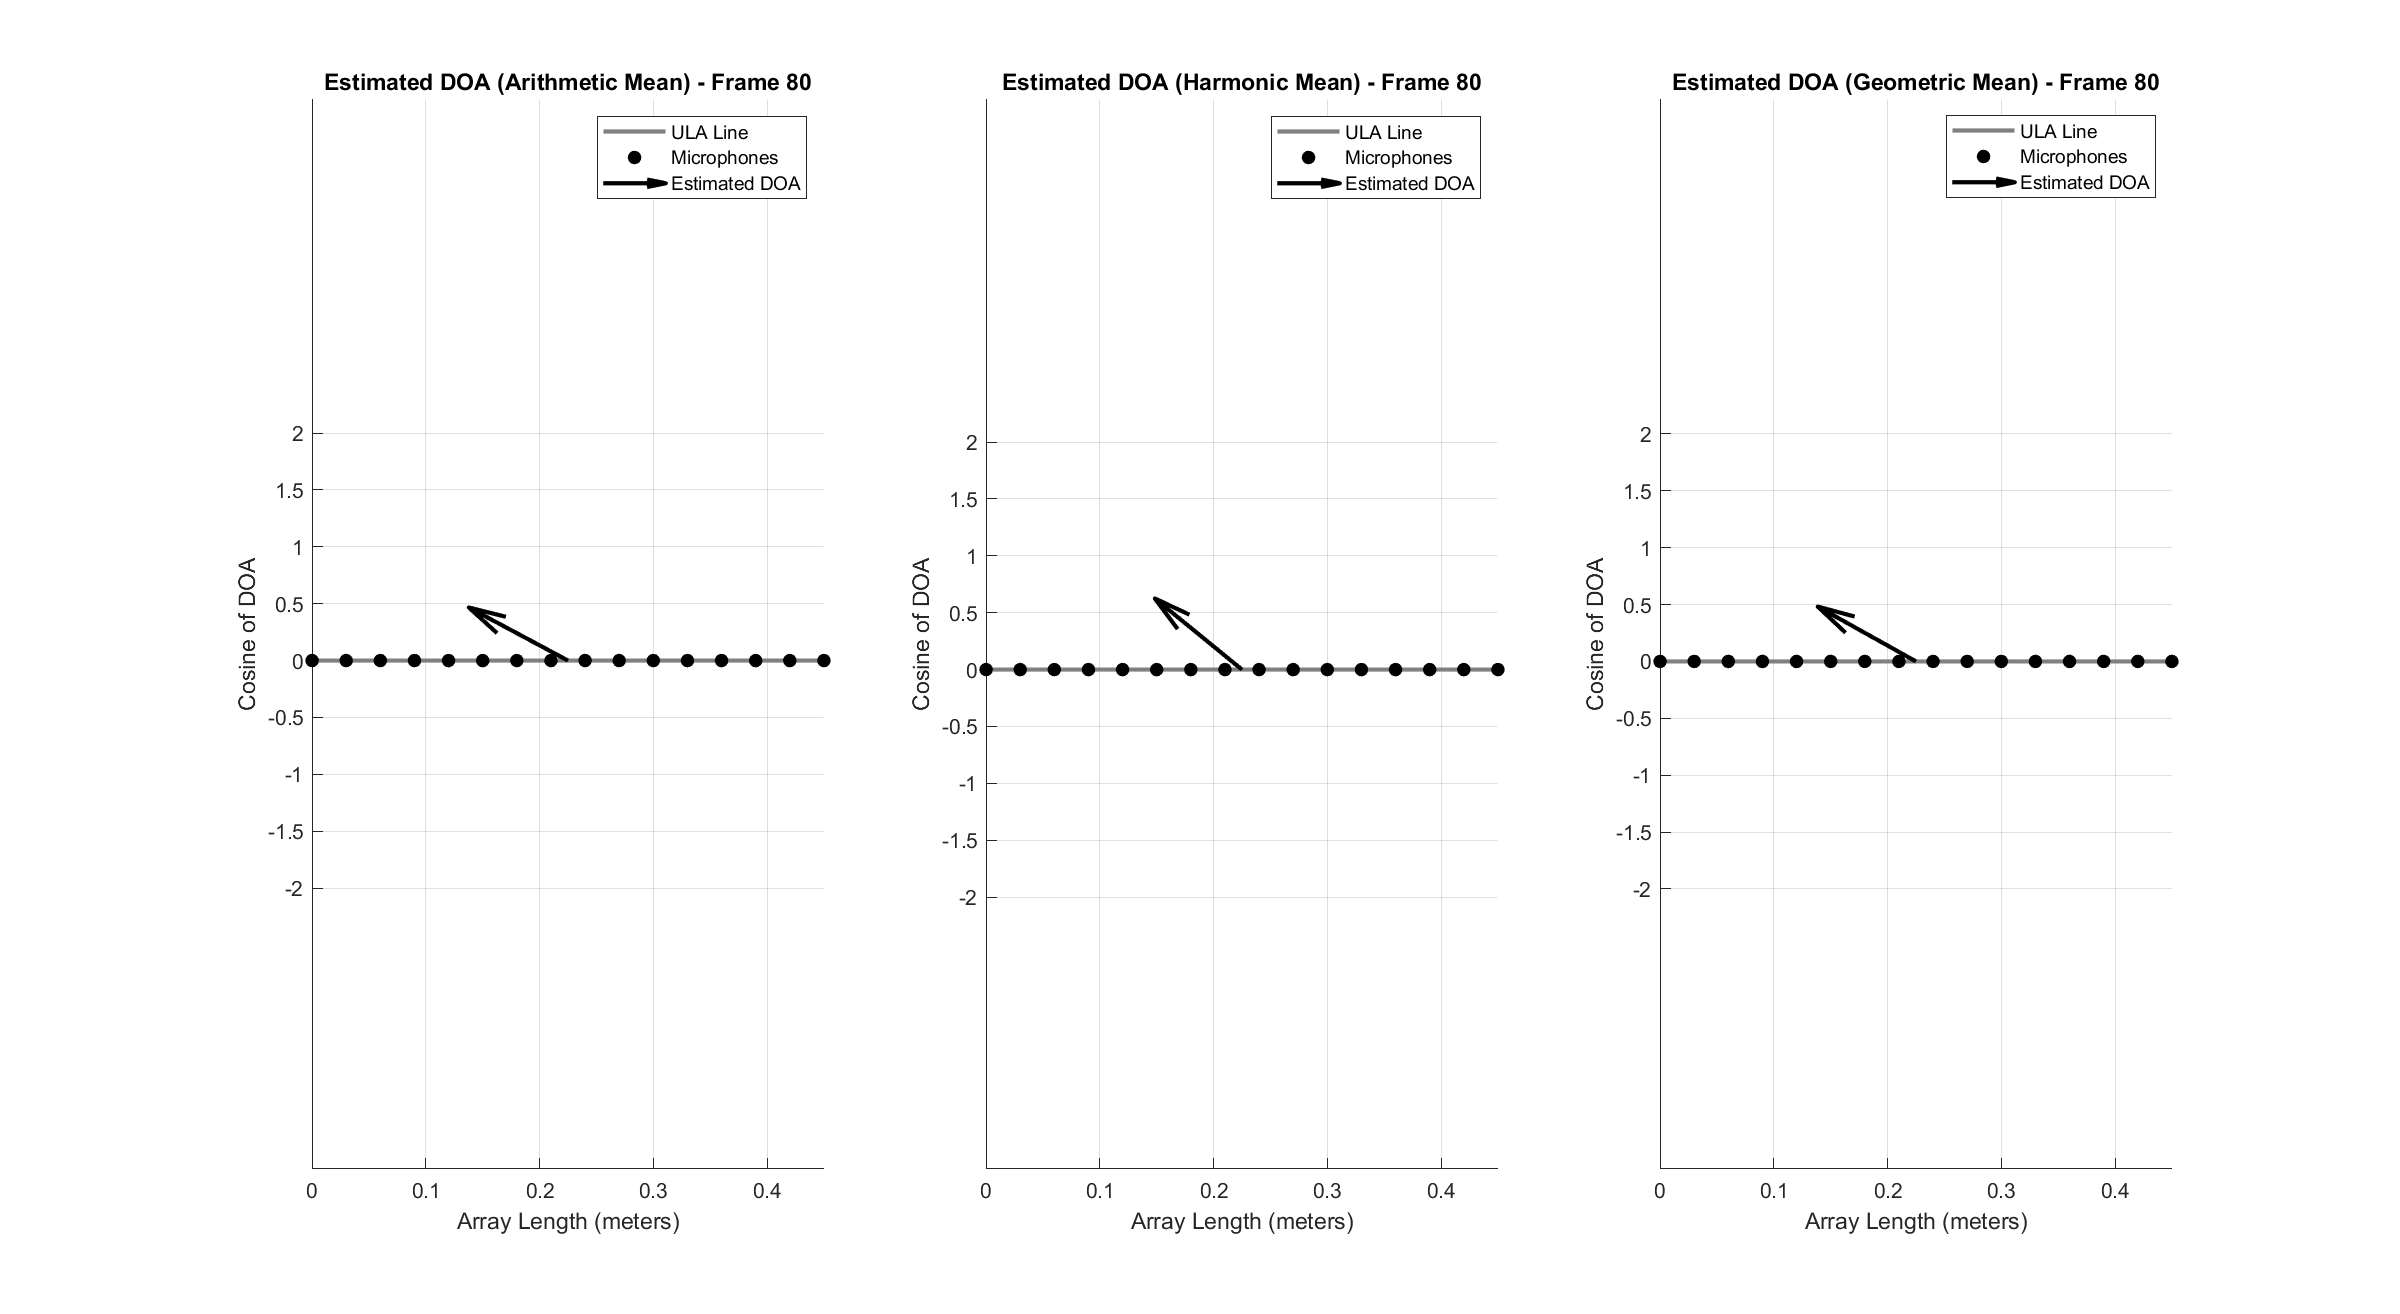 Estimated DOA (Arithmetic Mean) - Frame 80
ULA Line
Microphones
Estimated DOA
2
1.5
1
0.5
0
-0.5
-1
-1.5
-2
Cosine of DOA
0
0.1
0.2
0.3
0.4
Array Length (meters)
Estimated DOA (Harmonic Mean) - Frame 80
ULA Line
Microphones
Estimated DOA
2
1.5
1
0.5
0
-0.5
-1
-1.5
-2
Cosine of DOA
0
0.1
0.2
0.3
0.4
Array Length (meters)
Estimated DOA (Geometric Mean) - Frame 80
ULA Line
Microphones
Estimated DOA
2
1.5
1
0.5
0
-0.5
-1
-1.5
-2
Cosine of DOA
0
0.1
0.2
0.3
0.4
Array Length (meters)